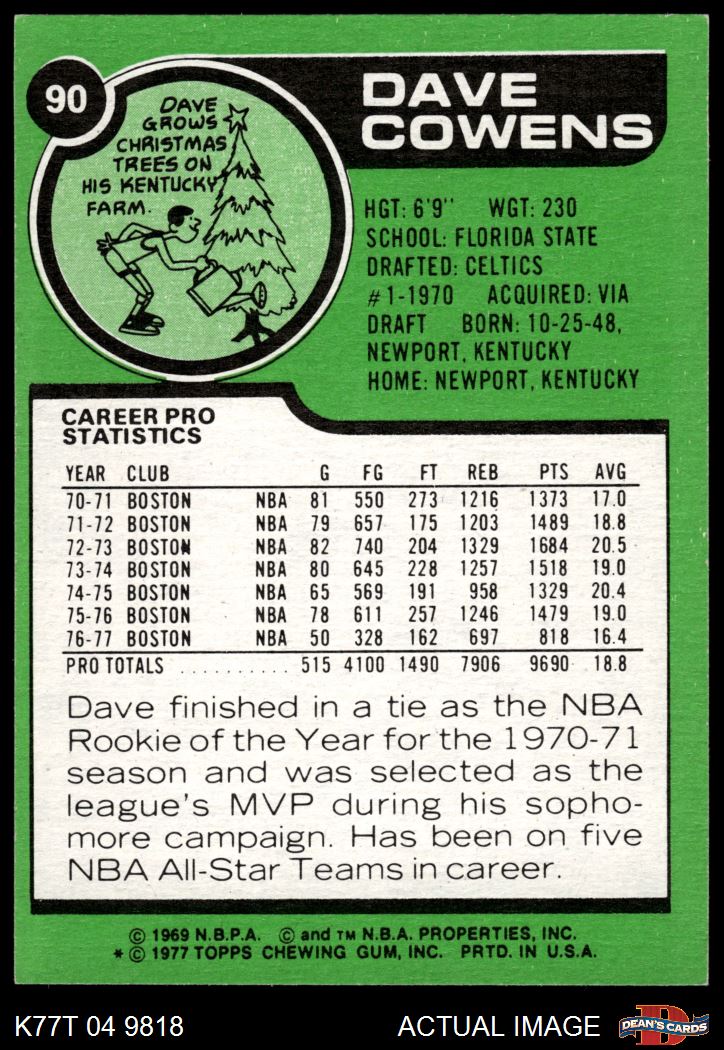 90
DAVE
GROWS
CHRISTMAS
TREES ON
HIS KENTUCKY
FARM.
DAVE
COWENS
HGT: 6'9" WGT: 230
SCHOOL: FLORIDA STATE
DRAFTED: CELTICS
#1-1970 ACQUIRED: VIA
DRAFT BORN: 10-25-48,
NEWPORT, KENTUCKY
HOME: NEWPORT, KENTUCKY
CAREER PRO
STATISTICS
YEAR CLUB G FG FT REB PTS AVG
70-71 BOSTON NBA 81 550 273 1216 1373 17.0
71-72 BOSTON NBA 79 657 175 1203 1489 18.8
72-73 BOSTON NBA 82 740 204 1329 1684 20.5
73-74 BOSTON NBA 80 645 228 1257 1518 19.0
74-75 BOSTON NBA 65 569 191 958 1329 20.4
75-76 BOSTON NBA 78 611 257 1246 1479 19.0
76-77 BOSTON NBA 50 328 162 697 818 16.4
PRO TOTALS .......... 515 4100 1490 7906 9690 18.8
Dave finished in a tie as the NBA
Rookie of the Year for the 1970-71
season and was selected as the
league's MVP during his sopho-
more campaign. Has been on five
NBA All-Star Teams in career.
© 1969 N.B.P.A. © and TM N.B.A. PROPERTIES, INC.
* © 1977 TOPPS CHEWING GUM, INC. PRTD. IN U.S.A.
K77T 04 9818 ACTUAL IMAGE D DEAN'S CARDS